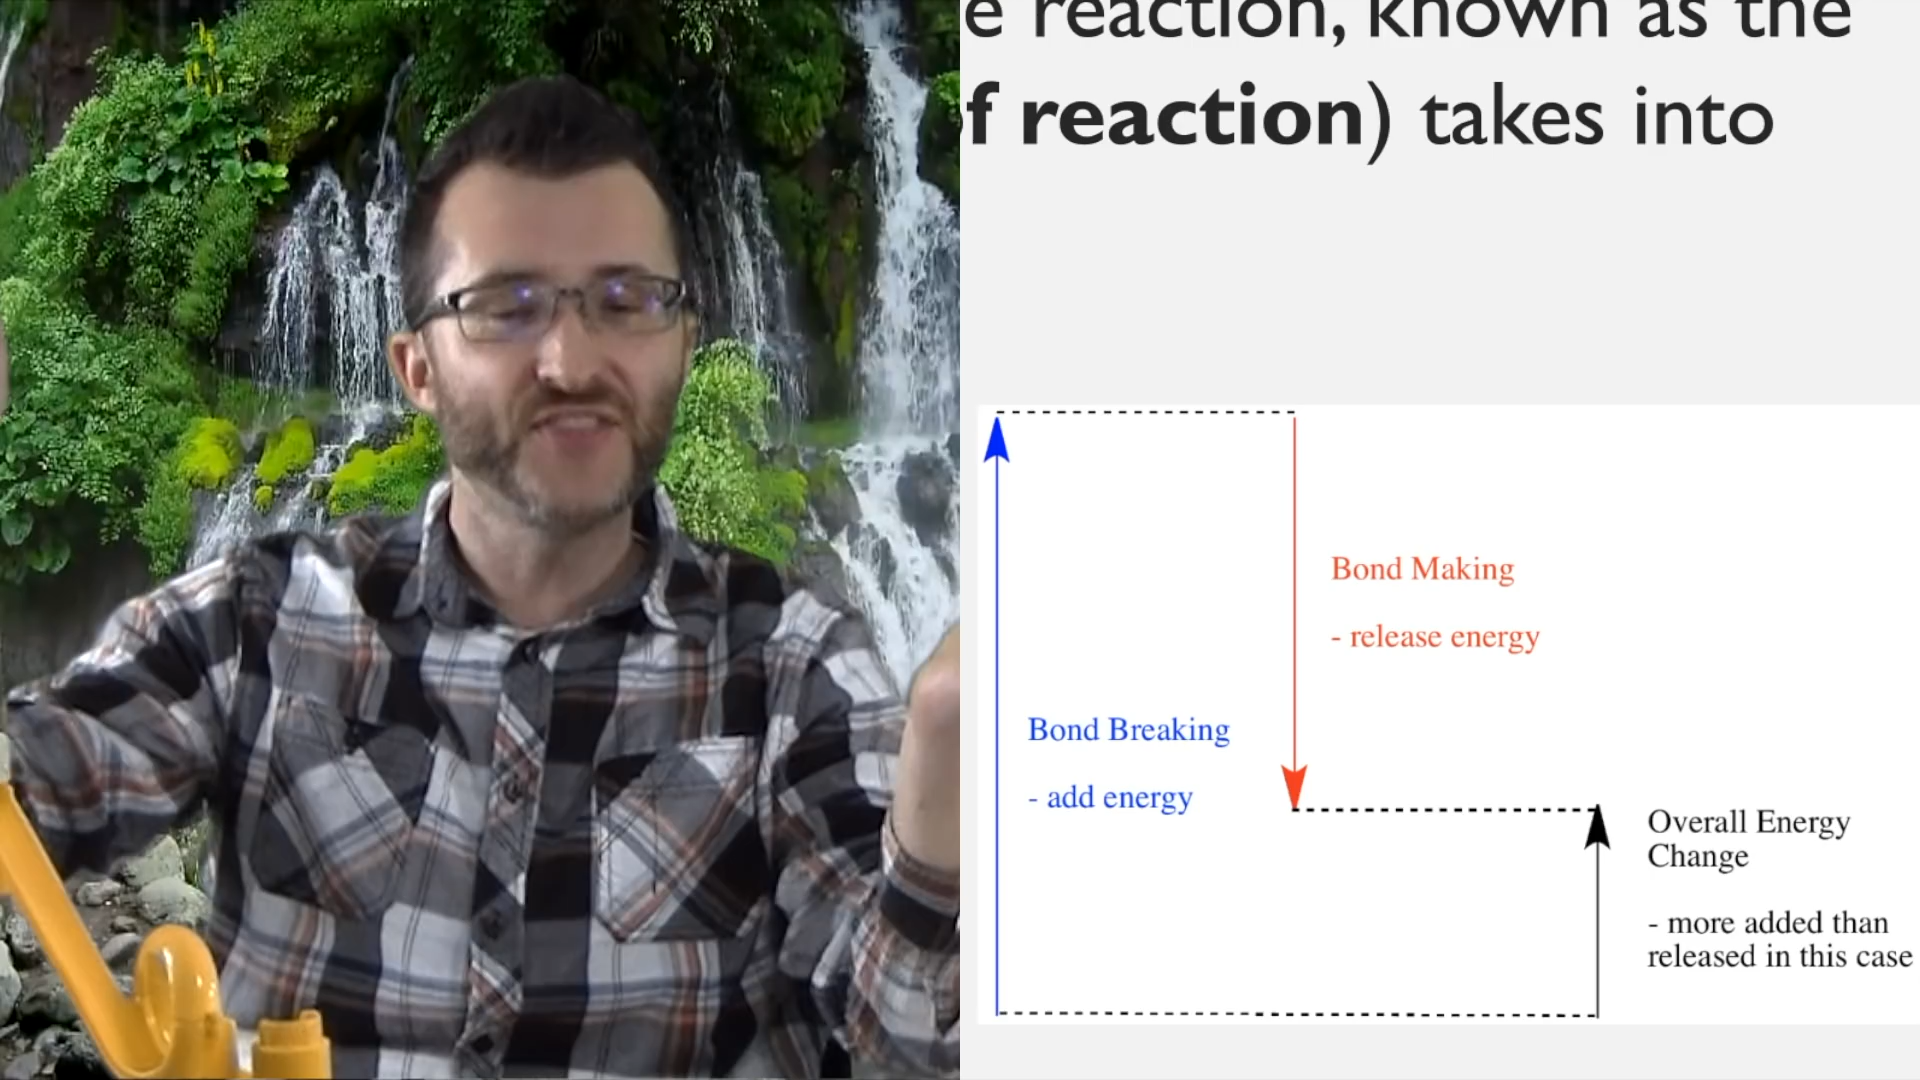 e reaction, known as the
f reaction) takes into
Bond Making
- release energy
Bond Breaking
- add energy
Overall Energy
Change
- more added than
released in this case